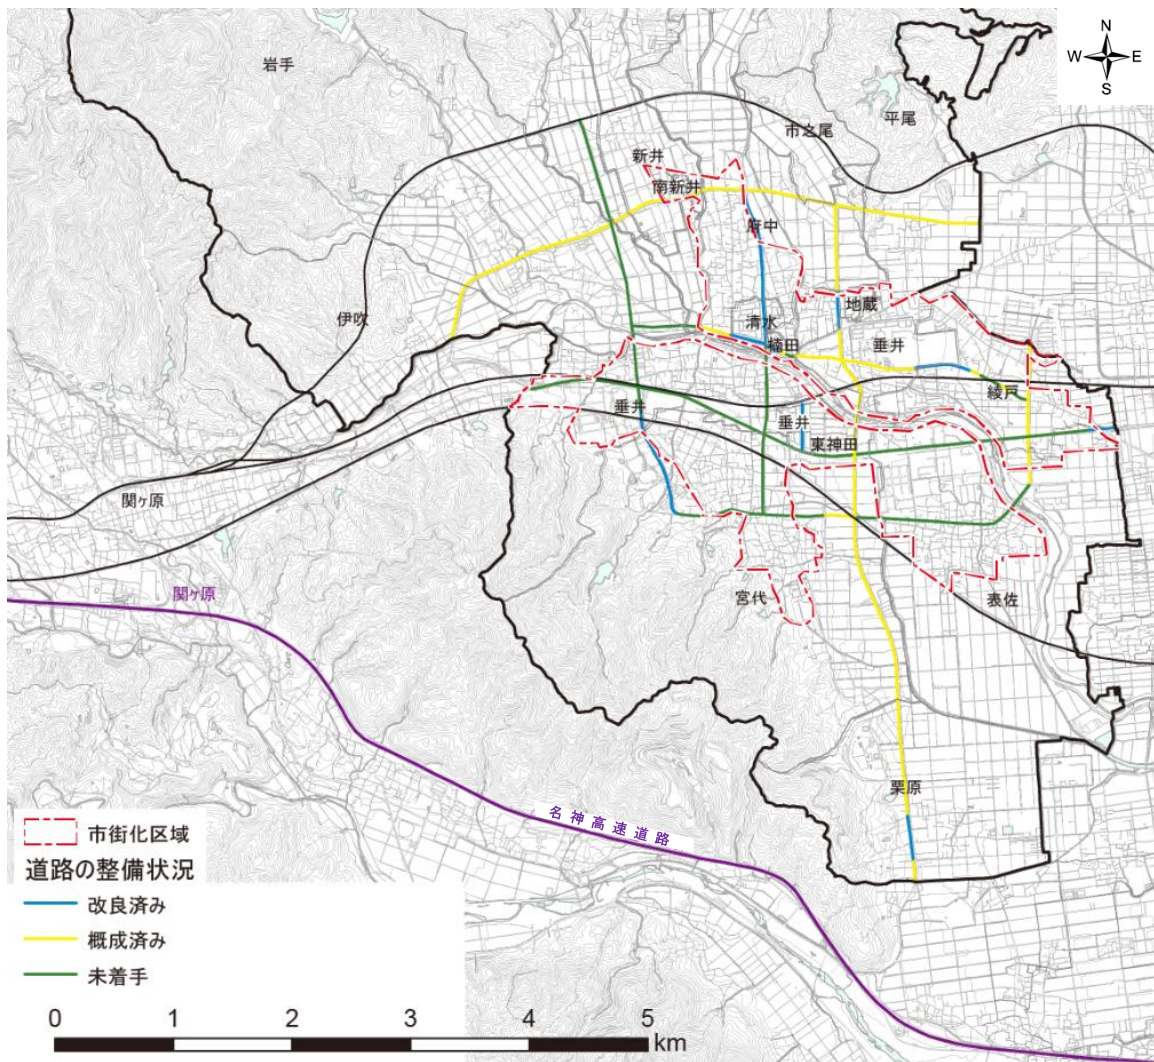 N
W
E
S
岩手
平尾
市之尾
新井
南新井
府中
伊吹
地蔵
清水
楠田
垂井
綾戸
垂井
垂井
東神田
関ヶ原
関ヶ原
宮代
表佐
栗原
名神高速道路
市街化区域
道路の整備状況
改良済み
概成済み
未着手
0 1 2 3 4 5
km